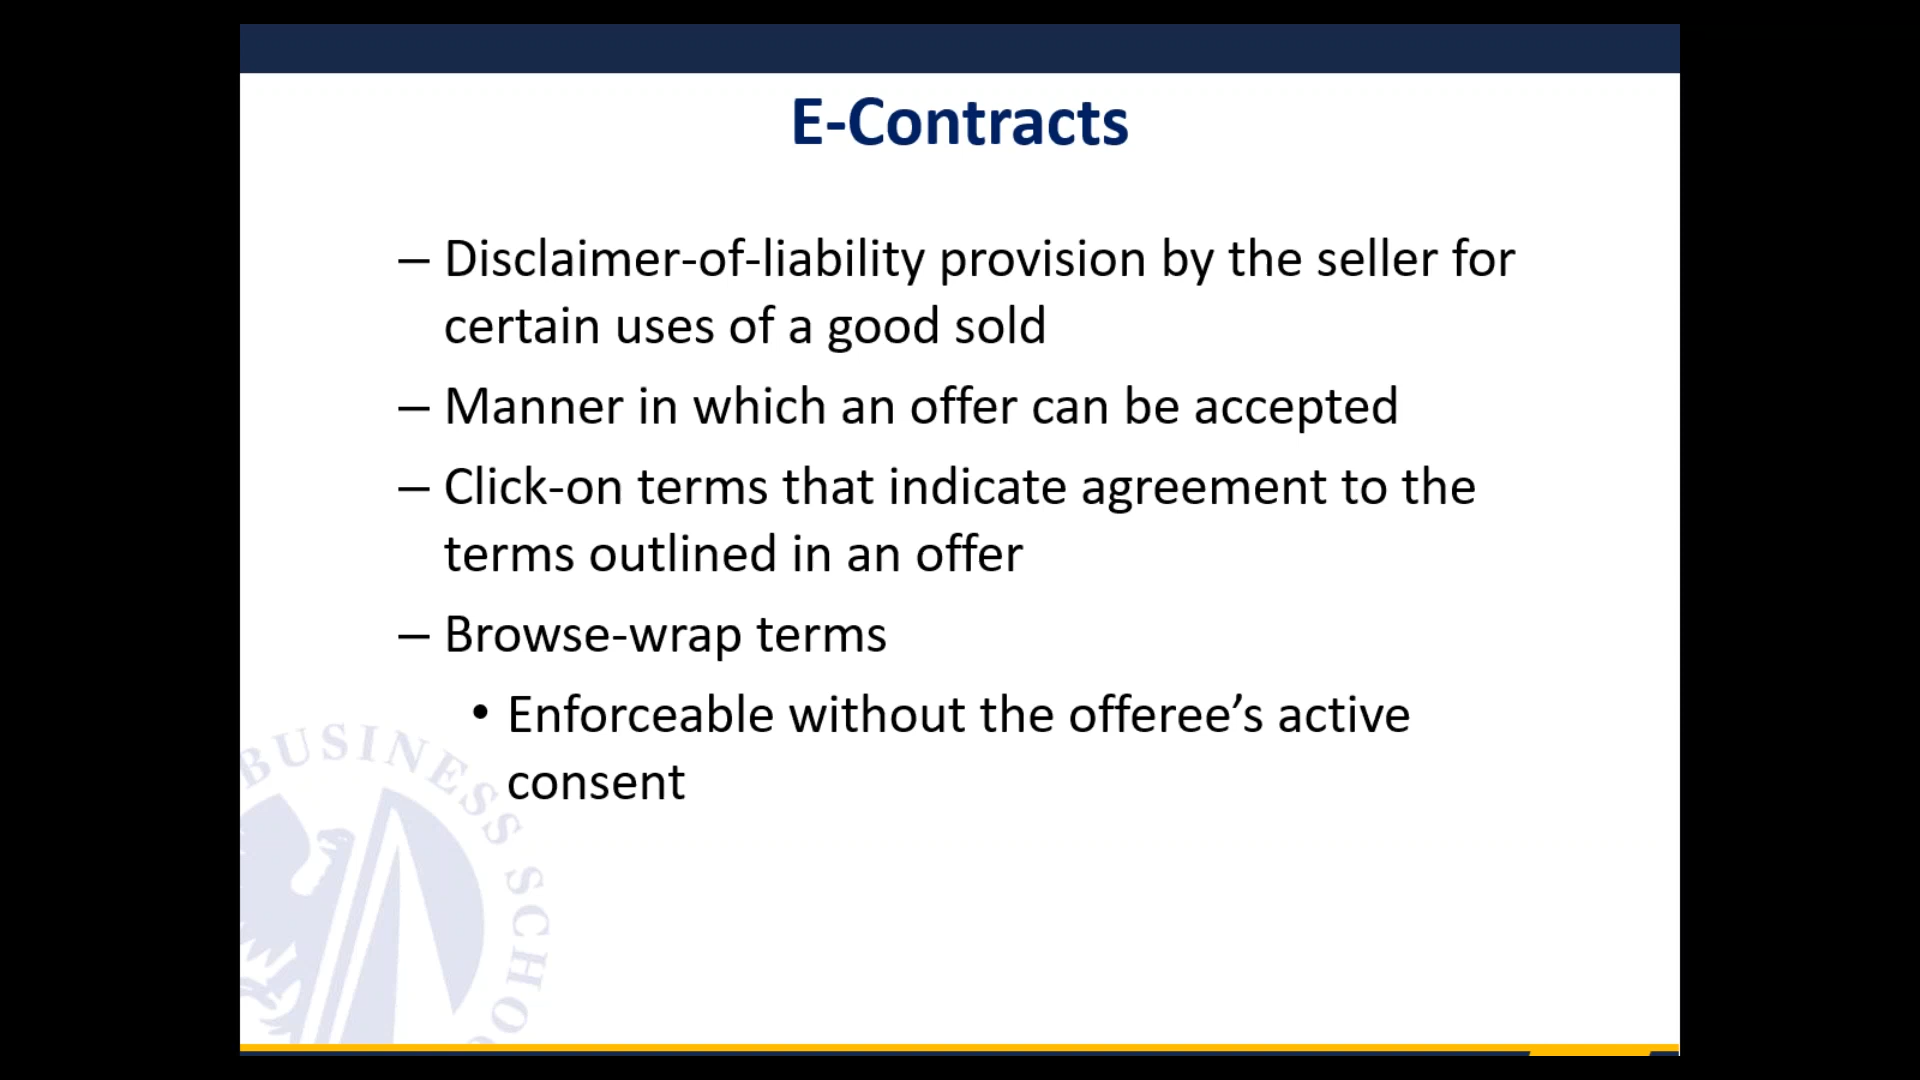 E-Contracts
– Disclaimer-of-liability provision by the seller for
certain uses of a good sold
– Manner in which an offer can be accepted
– Click-on terms that indicate agreement to the
terms outlined in an offer
– Browse-wrap terms
• Enforceable without the offeree’s active
consent
BUSINESS SCHOO